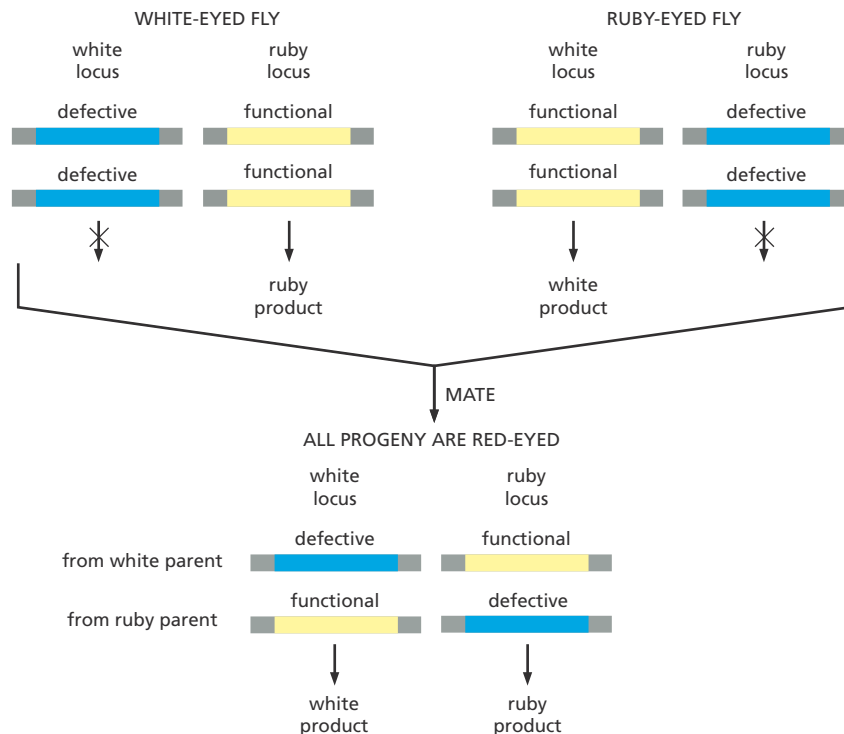 WHITE-EYED FLY
white
locus
ruby
locus
defective
functional
defective
functional
ruby
product
RUBY-EYED FLY
white
locus
ruby
locus
functional
defective
functional
defective
white
product
MATE
ALL PROGENY ARE RED-EYED
white
locus
ruby
locus
from white parent
defective
functional
from ruby parent
functional
defective
white
product
ruby
product